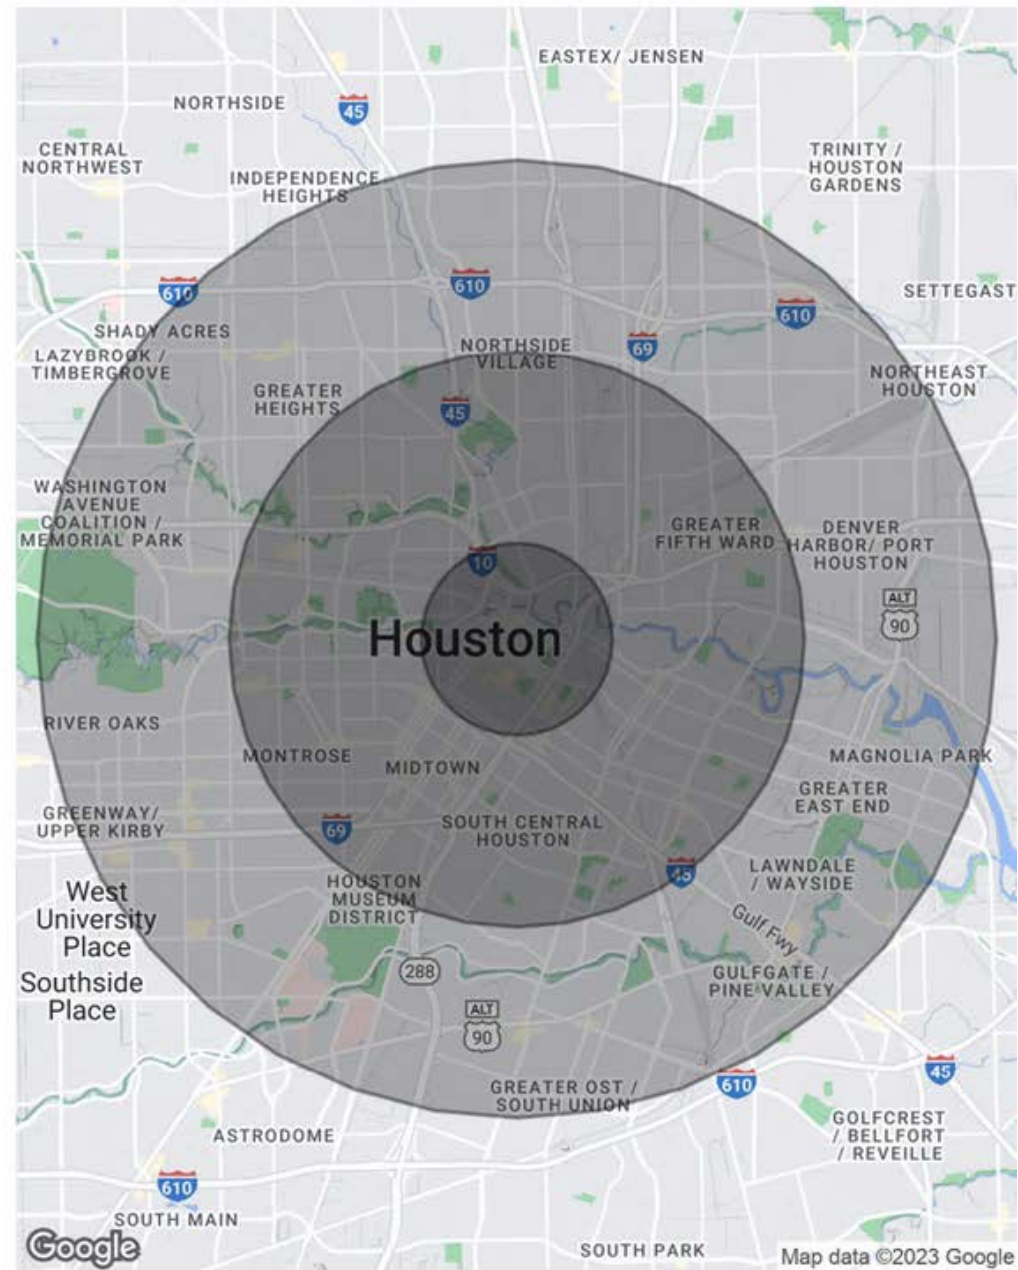 EASTEX/ JENSEN
NORTHSIDE
45
CENTRAL
NORTHWEST
TRINITY /
HOUSTON
GARDENS
INDEPENDENCE
HEIGHTS
610
610
SETTEGAST
610
SHADY ACRES
69
NORTHSIDE
VILLAGE
LAZYBROOK /
TIMBERGROVE
NORTHEAST
HOUSTON
GREATER
HEIGHTS
45
WASHINGTON
AVENUE
COALITION /
MEMORIAL PARK
GREATER
FIFTH WARD
DENVER
HARBOR/ PORT
HOUSTON
10
ALT
90
Houston
RIVER OAKS
MONTROSE
MIDTOWN
MAGNOLIA PARK
GREATER
EAST END
GREENWAY/
UPPER KIRBY
69
SOUTH CENTRAL
HOUSTON
45
LAWNDALE
/ WAYSIDE
HOUSTON
MUSEUM
DISTRICT
West
University
Place
Gulf Fwy
288
Southside
Place
GULFGATE /
PINE VALLEY
ALT
90
610
45
GREATER OST /
SOUTH UNION
ASTRODOME
GOLFCREST
/ BELLFORT
/ REVEILLE
610
SOUTH MAIN
Google
SOUTH PARK
Map data ©2023 Google